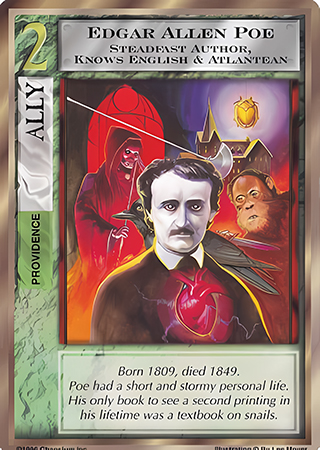 2
EDGAR ALLEN POE
STEADFAST AUTHOR,
KNOWS ENGLISH & ATLANTEAN
ALLY
PROVIDENCE
Born 1809, died 1849.
Poe had a short and stormy personal life.
His only book to see a second printing in
his lifetime was a textbook on snails.
Chaosium Inc.
Illustration © By Lee Moyer